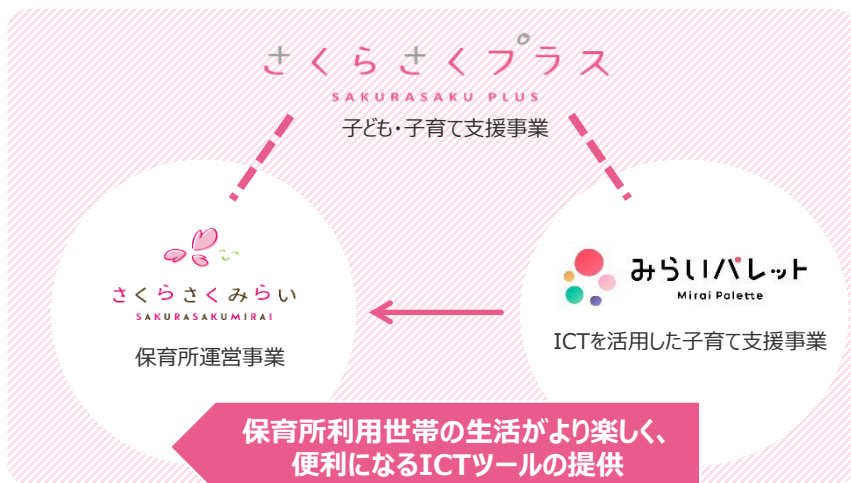 さくらさくプラス
SAKURASAKU PLUS
子ども・子育て支援事業
さくらさくみらい
SAKURASAKUMIRAI
保育所運営事業
みらいパレット
Mirai Palette
ICTを活用した子育て支援事業
保育所利用世帯の生活がより楽しく、
便利になるICTツールの提供